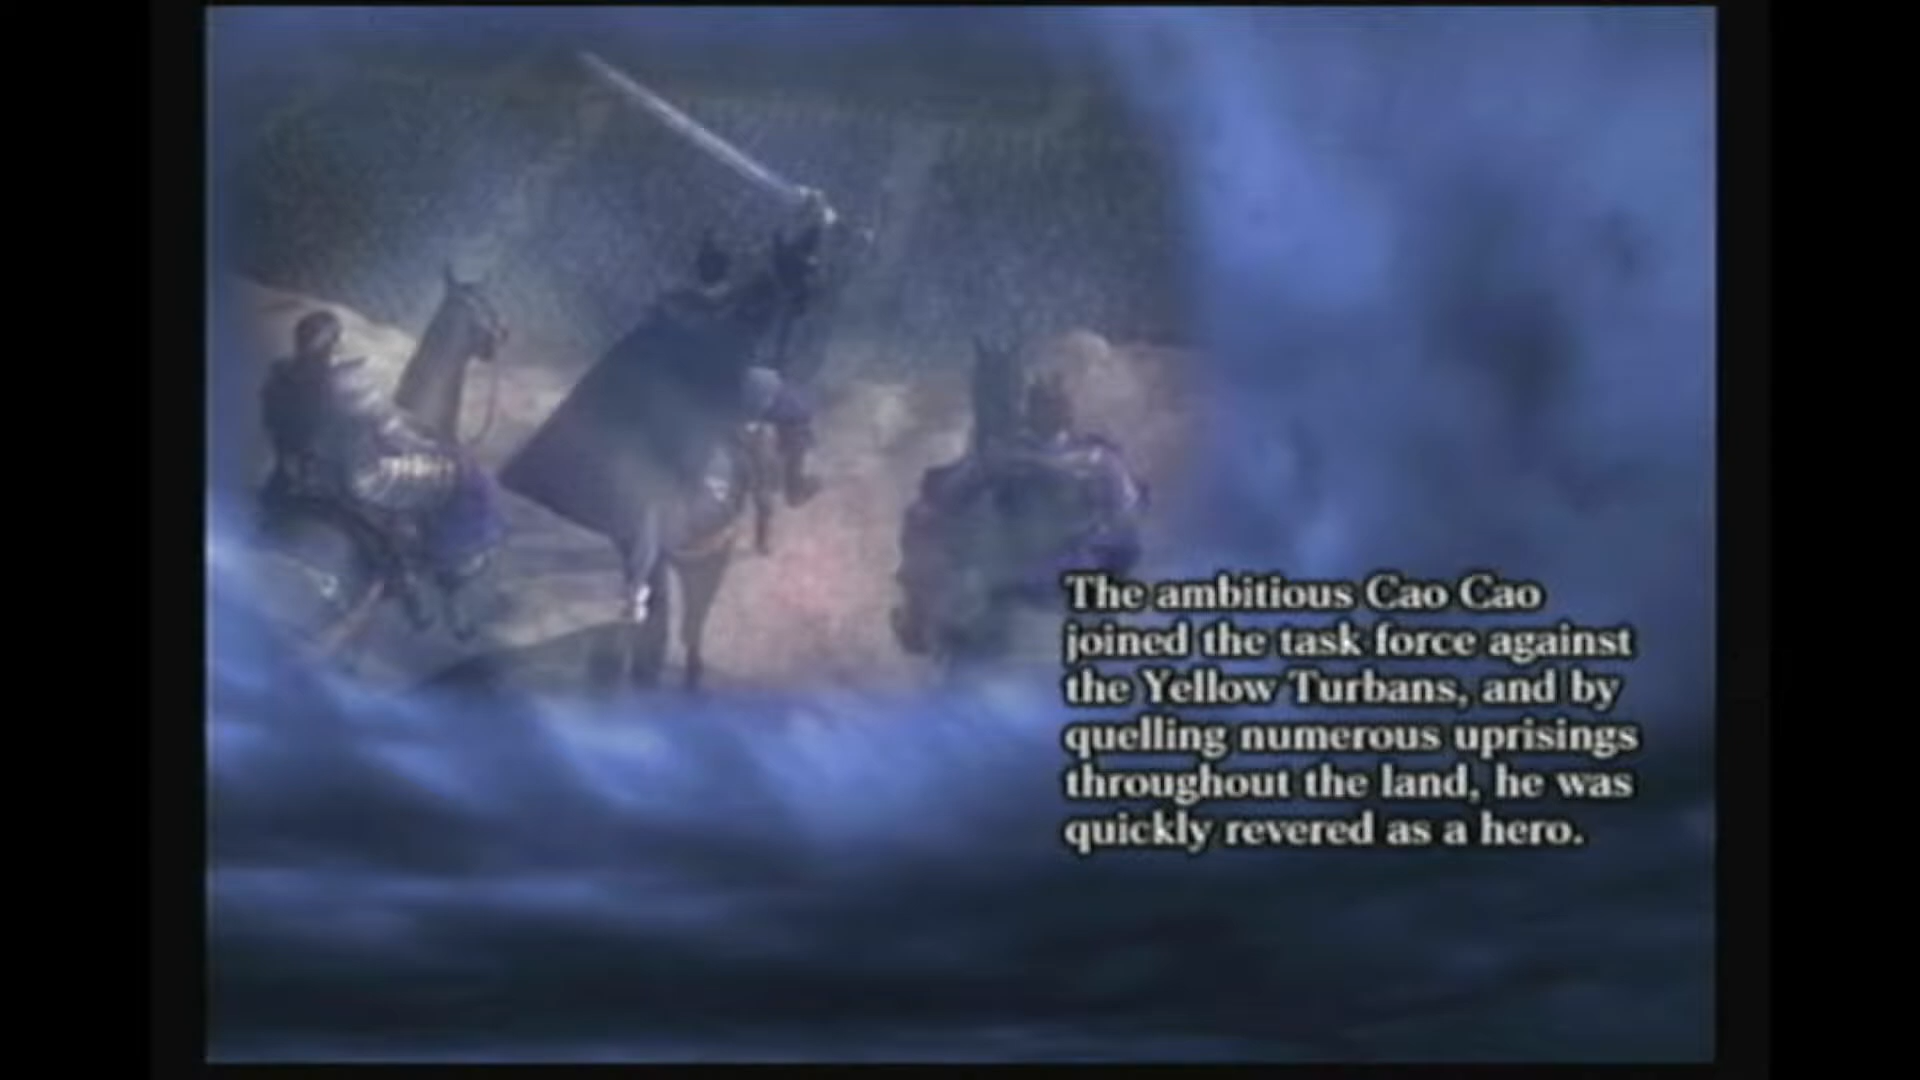 The ambitious Cao Cao
joined the task force against
the Yellow Turbans, and by
quelling numerous uprisings
throughout the land, he was
quickly revered as a hero.